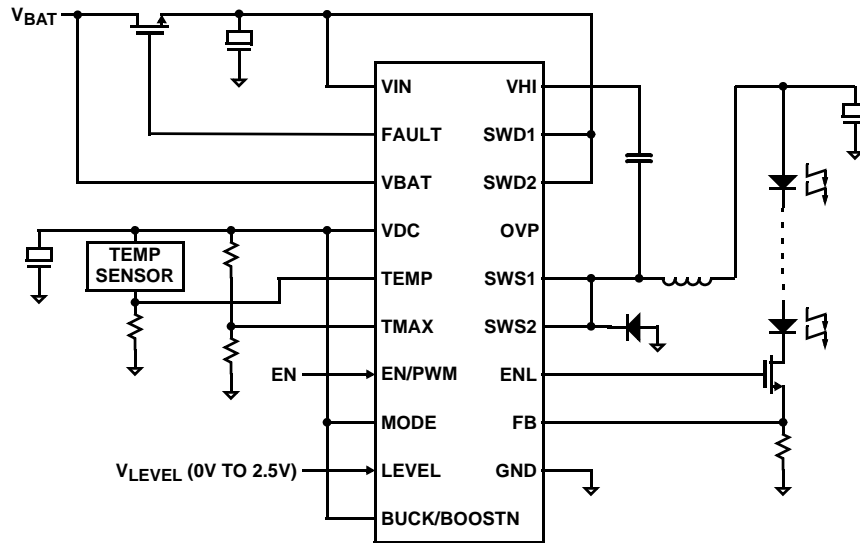 VBAT
VIN
VHI
FAULT
SWD1
VBAT
SWD2
VDC
OVP
TEMP
SENSOR
TEMP
SWS1
TMAX
SWS2
EN
EN/PWM
ENL
MODE
FB
VLEVEL (0V TO 2.5V)
LEVEL
GND
BUCK/BOOSTN